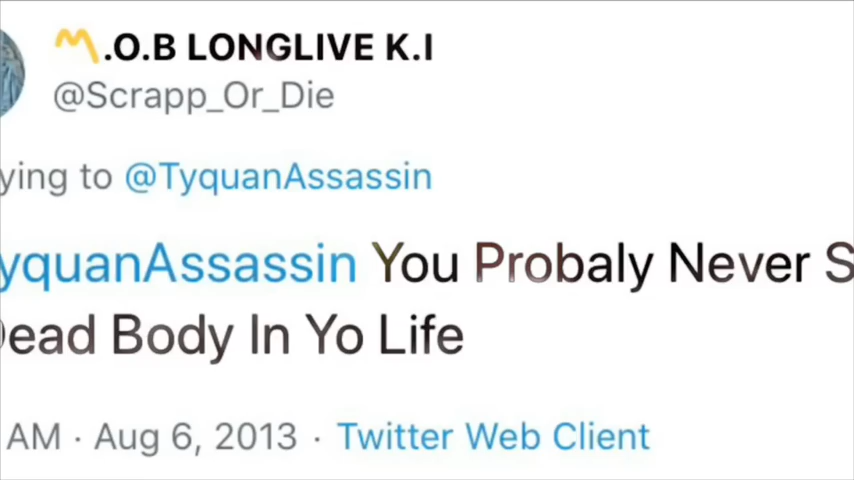 〽️.O.B LONGLIVE K.I
@Scrapp_Or_Die
ying to @TyquanAssassin
yquanAssassin You Probaly Never S
Dead Body In Yo Life
AM · Aug 6, 2013 · Twitter Web Client